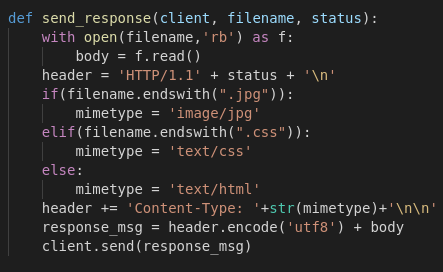 def send_response(client, filename, status):
    with open(filename,'rb') as f:
        body = f.read()
    header = 'HTTP/1.1' + status + '\n'
    if(filename.endswith(".jpg")):
        mimetype = 'image/jpg'
    elif(filename.endswith(".css")):
        mimetype = 'text/css'
    else:
        mimetype = 'text/html'
    header += 'Content-Type: '+str(mimetype)+'\n\n'
    response_msg = header.encode('utf8') + body
    client.send(response_msg)